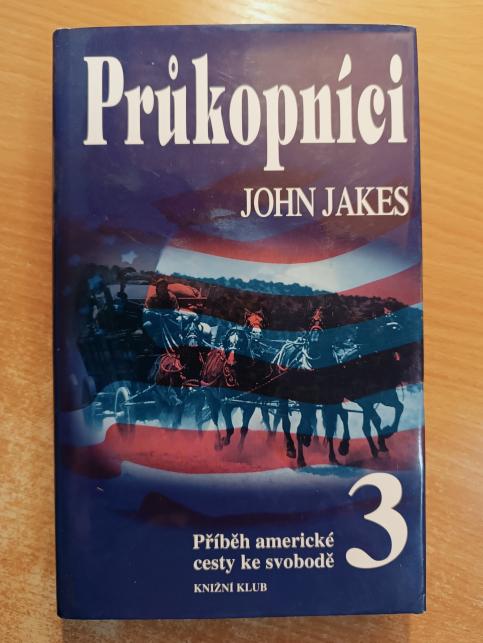 Průkopníci
JOHN JAKES
Příběh americké
cesty ke svobodě
3
KNIŽNÍ KLUB